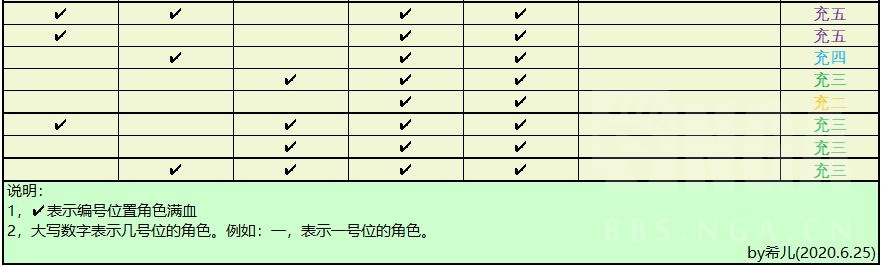 ✔ ✔ ✔ ✔ 充五
✔ ✔ ✔ 充五
✔ ✔ ✔ 充四
✔ ✔ ✔ 充三
✔ ✔ 充二
✔ ✔ ✔ ✔ 充三
✔ ✔ ✔ 充三
✔ ✔ ✔ ✔ 充三
说明：
1，✔表示编号位置角色满血
2，大写数字表示几号位的角色。例如：一，表示一号位的角色。
BBS.NGA.CN
by希儿(2020.6.25)